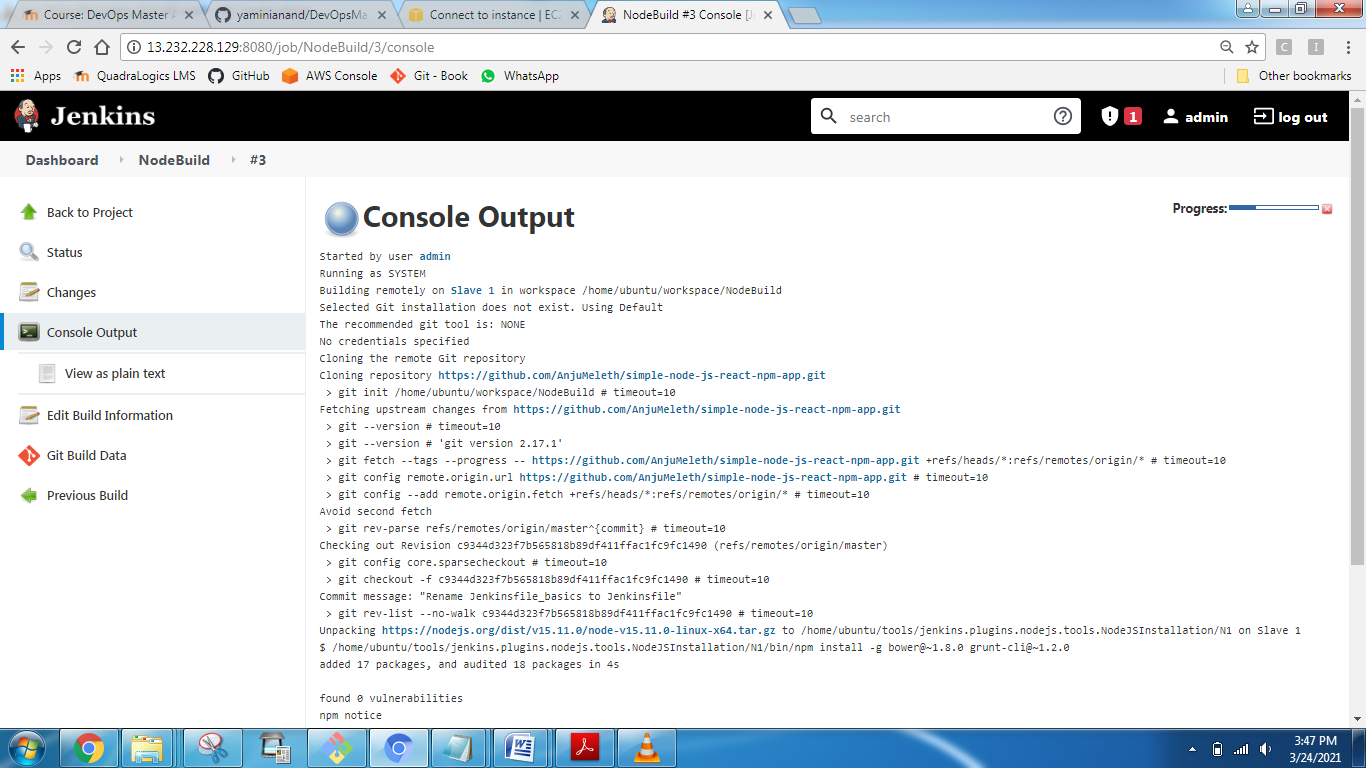 Course: DevOps Master A
yaminianand/DevOpsMa
Connect to instance | EC2
NodeBuild #3 Console [J
13.232.228.129:8080/job/NodeBuild/3/console
Apps
QuadraLogics LMS
GitHub
AWS Console
Git - Book
WhatsApp
Other bookmarks
Jenkins
search
1
admin
log out
Dashboard
NodeBuild
#3
Back to Project
Status
Changes
Console Output
View as plain text
Edit Build Information
Git Build Data
Previous Build
Console Output
Progress:
Started by user admin
Running as SYSTEM
Building remotely on Slave 1 in workspace /home/ubuntu/workspace/NodeBuild
Selected Git installation does not exist. Using Default
The recommended git tool is: NONE
No credentials specified
Cloning the remote Git repository
Cloning repository https://github.com/AnjuMeleth/simple-node-js-react-npm-app.git
> git init /home/ubuntu/workspace/NodeBuild # timeout=10
Fetching upstream changes from https://github.com/AnjuMeleth/simple-node-js-react-npm-app.git
> git --version # timeout=10
> git --version # 'git version 2.17.1'
> git fetch --tags --progress -- https://github.com/AnjuMeleth/simple-node-js-react-npm-app.git +refs/heads/*:refs/remotes/origin/* # timeout=10
> git config remote.origin.url https://github.com/AnjuMeleth/simple-node-js-react-npm-app.git # timeout=10
> git config --add remote.origin.fetch +refs/heads/*:refs/remotes/origin/* # timeout=10
Avoid second fetch
> git rev-parse refs/remotes/origin/master^{commit} # timeout=10
Checking out Revision c9344d323f7b565818b89df411ffac1fc9fc1490 (refs/remotes/origin/master)
> git config core.sparsecheckout # timeout=10
> git checkout -f c9344d323f7b565818b89df411ffac1fc9fc1490 # timeout=10
Commit message: "Rename Jenkinsfile_basics to Jenkinsfile"
> git rev-list --no-walk c9344d323f7b565818b89df411ffac1fc9fc1490 # timeout=10
Unpacking https://nodejs.org/dist/v15.11.0/node-v15.11.0-linux-x64.tar.gz to /home/ubuntu/tools/jenkins.plugins.nodejs.tools.NodeJSInstallation/N1 on Slave 1
$ /home/ubuntu/tools/jenkins.plugins.nodejs.tools.NodeJSInstallation/N1/bin/npm install -g bower@~1.8.0 grunt-cli@~1.2.0
added 17 packages, and audited 18 packages in 4s
found 0 vulnerabilities
npm notice
3:47 PM
3/24/2021